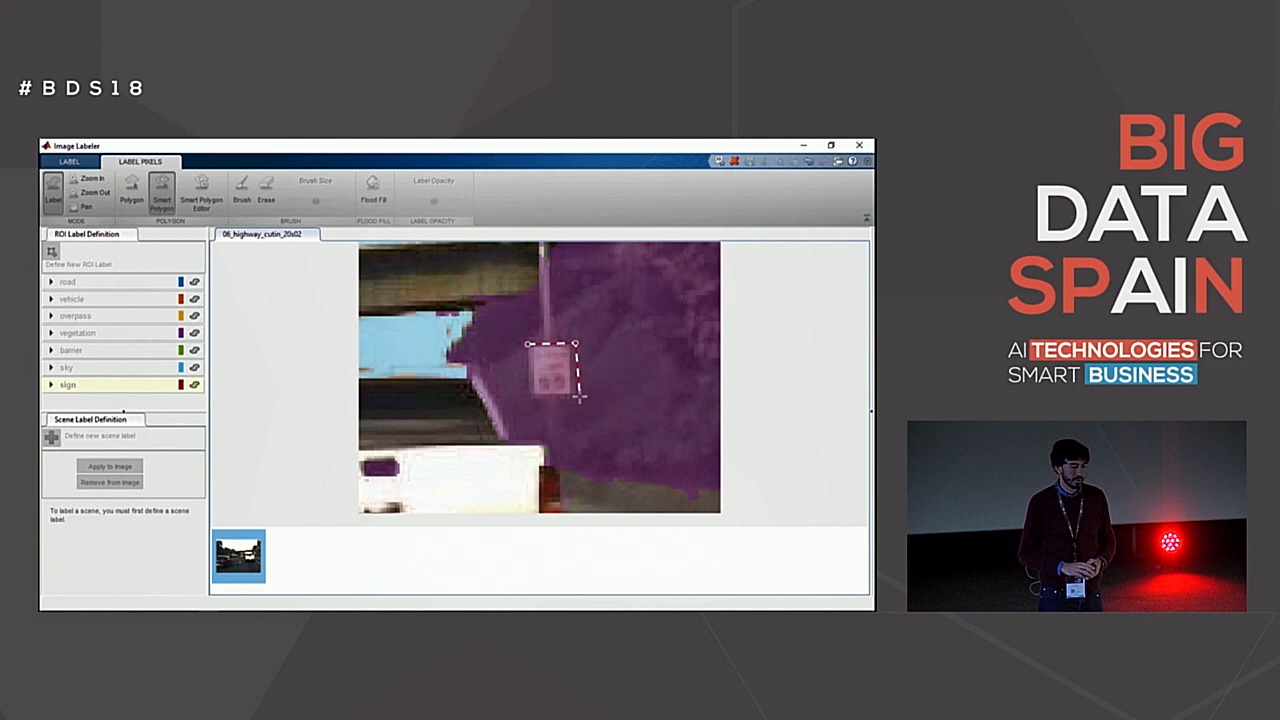 #BDS18
BIG
DATA
SPAIN
AI TECHNOLOGIES FOR
SMART BUSINESS
Image Labeler
LABEL
LABEL PIXELS
Label
Zoom In
Zoom Out
Pan
MODE
Polygon
Smart
Polygon
Smart Polygon
Editor
POLYGON
Brush
Erase
Brush Size
BRUSH
Flood Fill
FLOOD FILL
Label Opacity
LABEL OPACITY
ROI Label Definition
06_highway_cutin_20s02
Define New ROI Label
road
vehicle
overpass
vegetation
barrier
sky
sign
Scene Label Definition
Define new scene label
Apply to Image
Remove from Image
To label a scene, you must first define a scene
label.